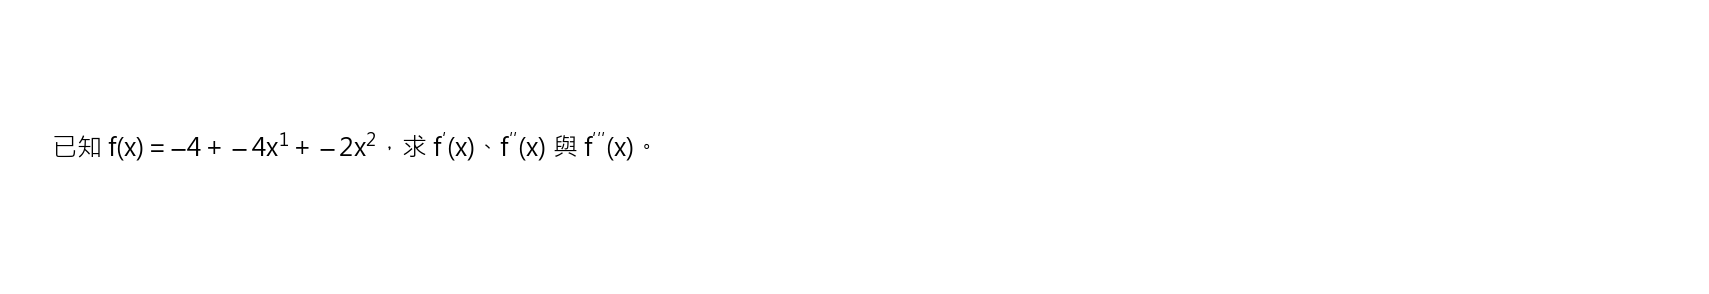 已知 f(x) = −4 + −4x¹ + −2x²，求 f′(x)、f′′(x) 與 f′′′(x)。